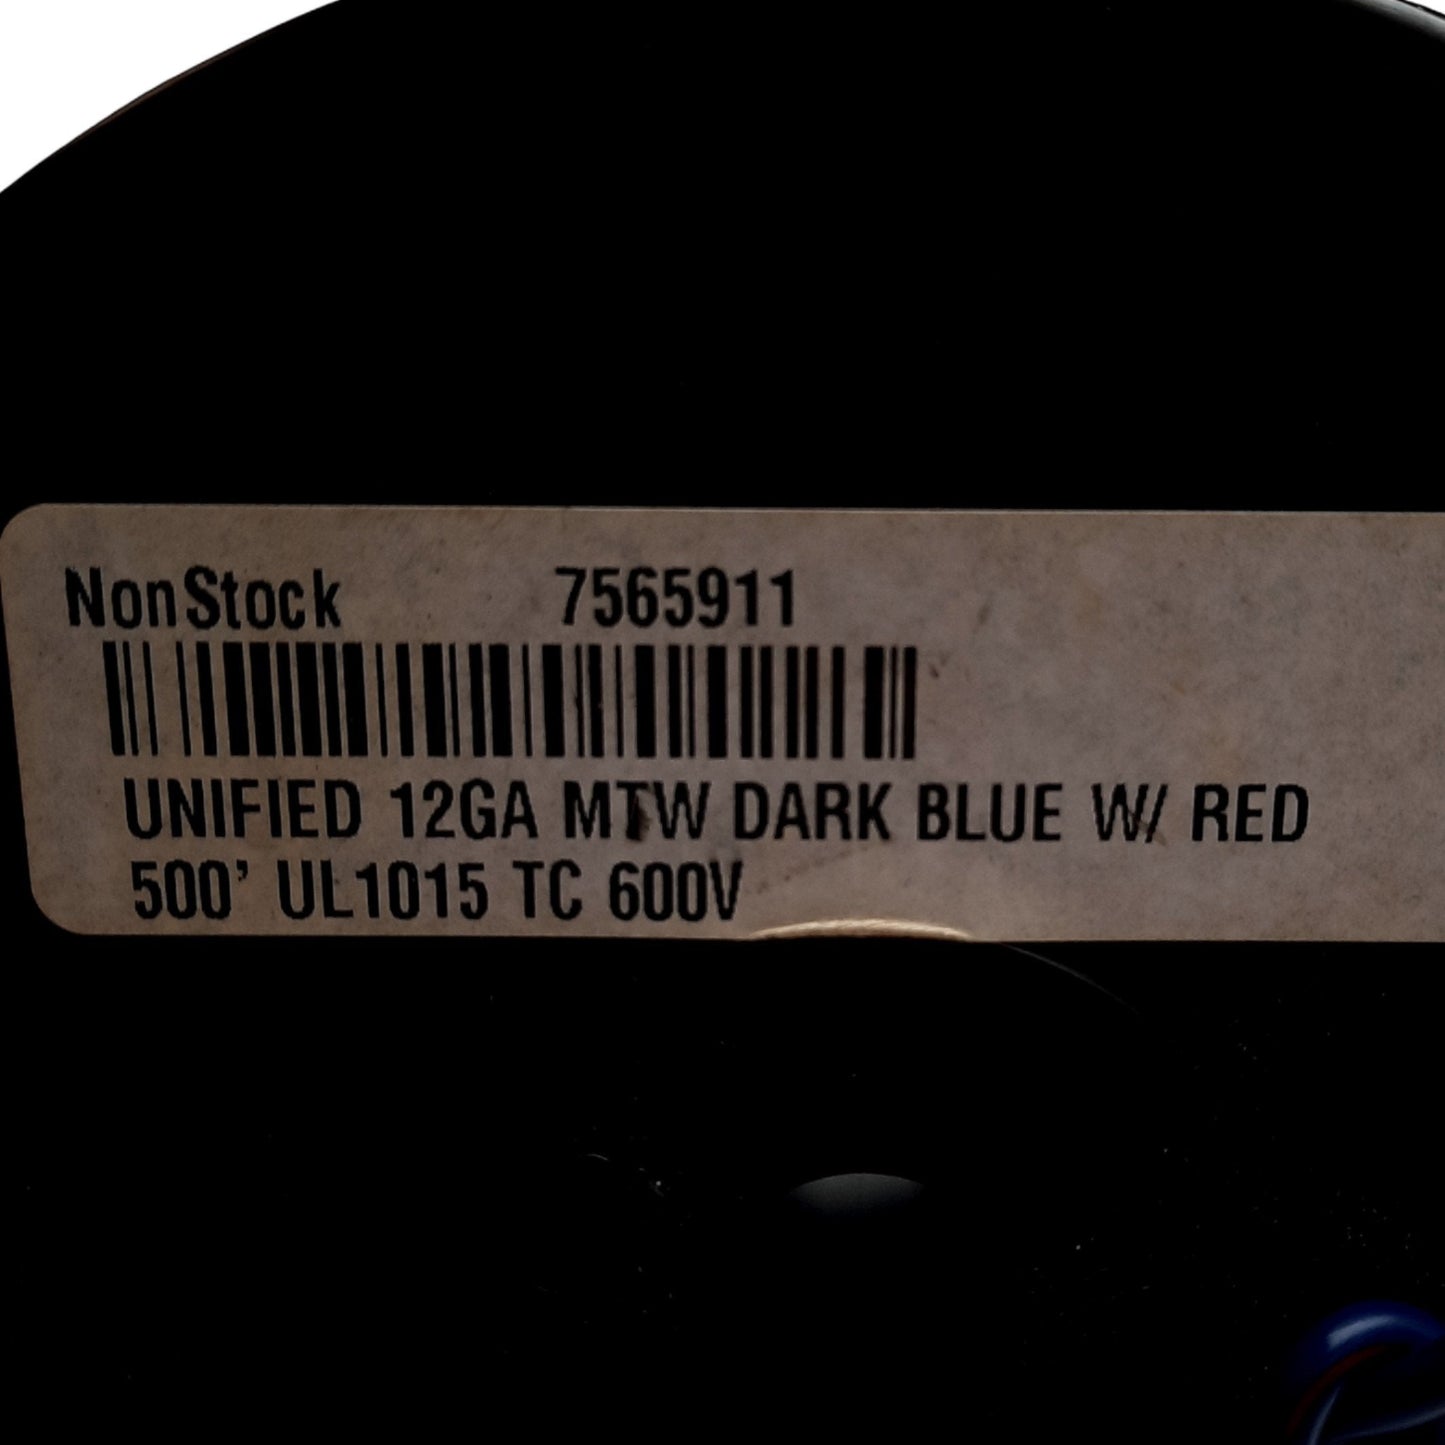 NonStock 7565911
UNIFIED 12GA MTW DARK BLUE W/ RED
500' UL1015 TC 600V